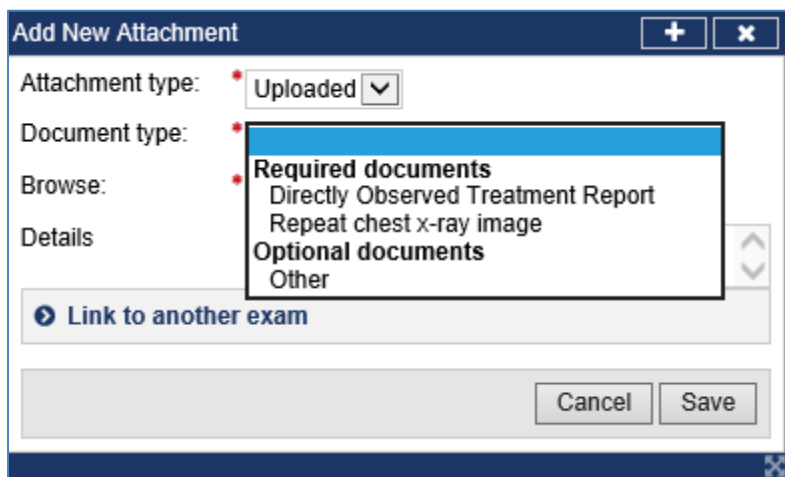 Add New Attachment
Attachment type: * Uploaded
Document type: *
Required documents
Directly Observed Treatment Report
Browse: *
Repeat chest x-ray image
Details
Optional documents
Other
Link to another exam
Cancel Save